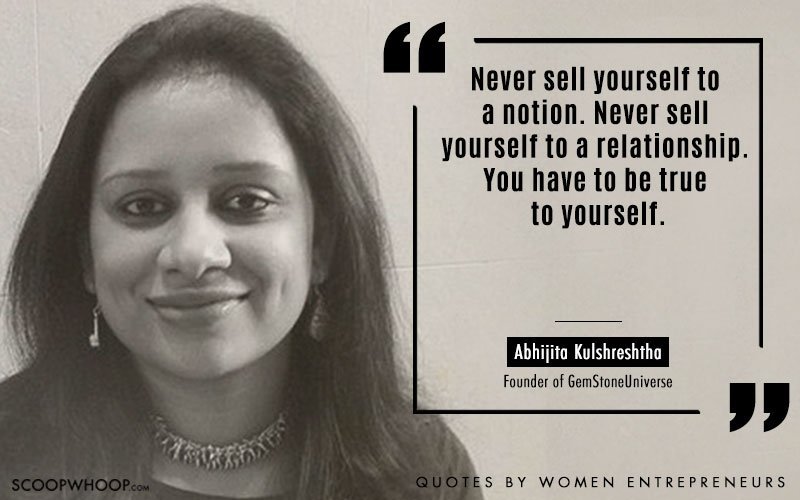 Never sell yourself to
a notion. Never sell
yourself to a relationship.
You have to be true
to yourself.
Abhijita Kulshreshtha
Founder of GemStoneUniverse
SCOOPWHOOP.COM
QUOTES BY WOMEN ENTREPRENEURS